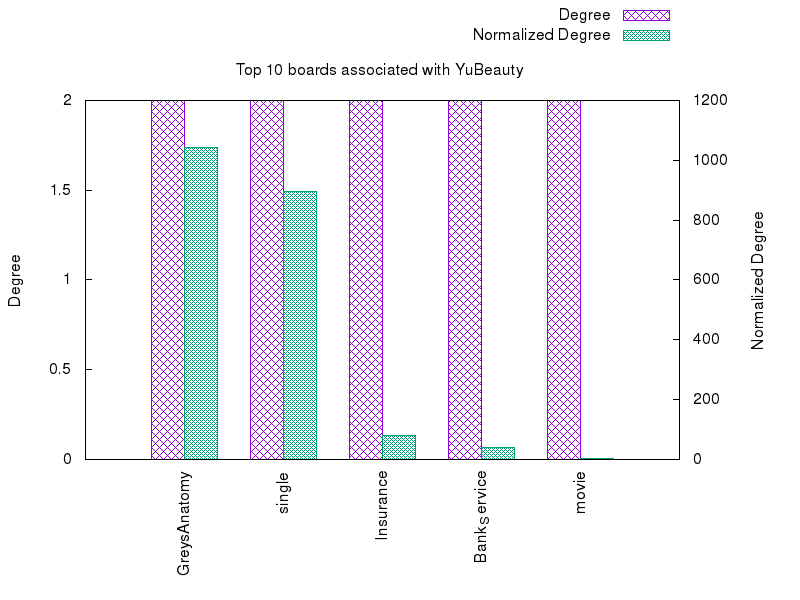 Degree
Normalized Degree
Top 10 boards associated with YuBeauty
2
1.5
1
0.5
0
1200
1000
800
600
400
200
0
Degree
Normalized Degree
GreysAnatomy
single
Insurance
BankService
movie